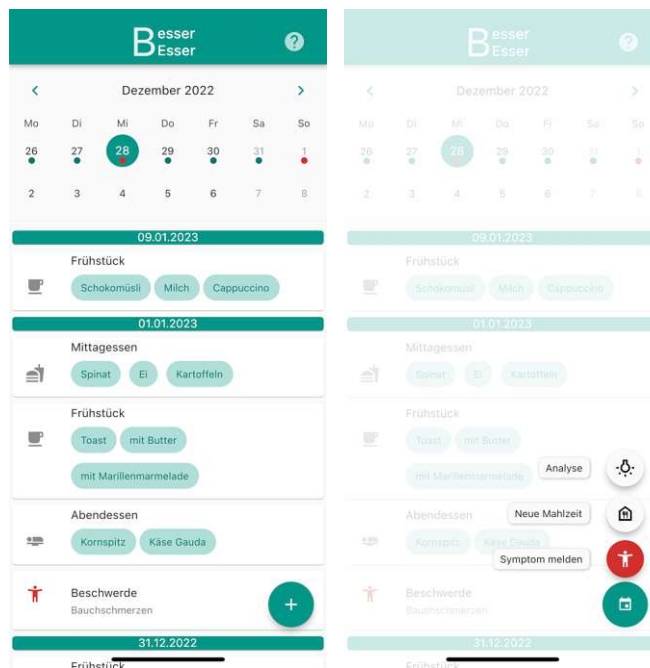 Besser
Esser
?
Dezember 2022
Mo Di Mi Do Fr Sa So
26 27 28 29 30 31 1
2 3 4 5 6 7 8
09.01.2023
Frühstück
Schokomüsli Milch Cappuccino
01.01.2023
Mittagessen
Spinat Ei Kartoffeln
Frühstück
Toast mit Butter
mit Marillenmarmelade
Abendessen
Kornspitz Käse Gauda
Beschwerde
Bauchschmerzen
+
31.12.2022
Frühstück
Besser
Esser
?
Dezember 2022
Mo Di Mi Do Fr Sa So
26 27 28 29 30 31 1
2 3 4 5 6 7 8
09.01.2023
Frühstück
Schokomüsli Milch Cappuccino
01.01.2023
Mittagessen
Spinat Ei Kartoffeln
Frühstück
Toast mit Butter
mit Marillenmarmelade
Analyse
Abendessen
Neue Mahlzeit
Kornspitz Käse Gauda
Symptom melden
Beschwerde
Bauchschmerzen
31.12.2022
Frühstück